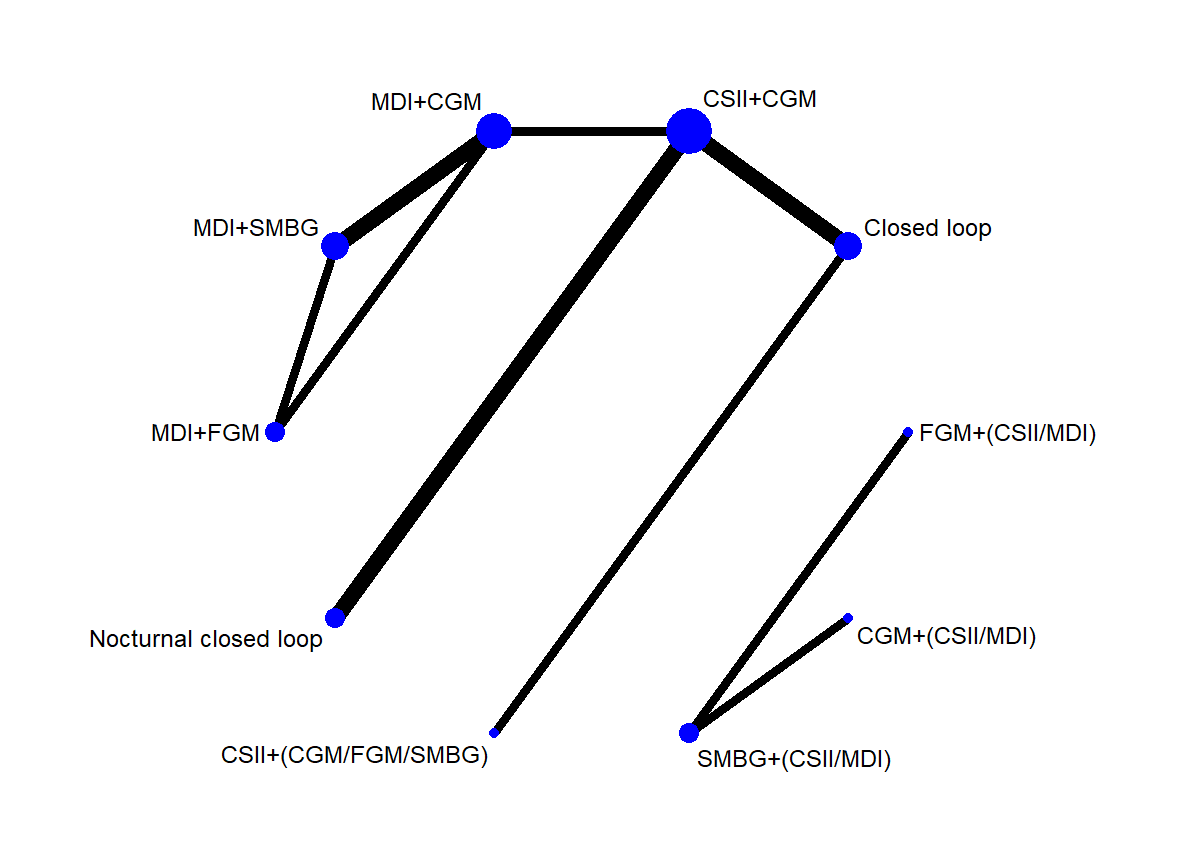 CSII+CGM
MDI+CGM
MDI+SMBG
Closed loop
MDI+FGM
FGM+(CSII/MDI)
CGM+(CSII/MDI)
Nocturnal closed loop
CSII+(CGM/FGM/SMBG)
SMBG+(CSII/MDI)